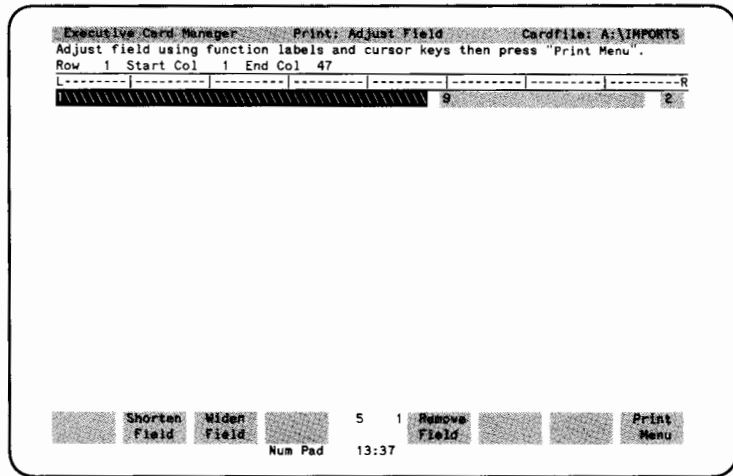 Executive Card Manager Print: Adjust Field Cardfile: A:\IMPORTS
Adjust field using function labels and cursor keys then press "Print Menu".
Row 1 Start Col 1 End Col 47
L--------|---------|---------|---------|---------|---------|---------|---------R
1\\\\\\\\\\\\\\\\\\\\\\\\\\\\\\\\\\\\\\\\\\\\\\ 9 2
Shorten Widen 5 1 Remove Print
Field Field Field Menu
Num Pad 13:37